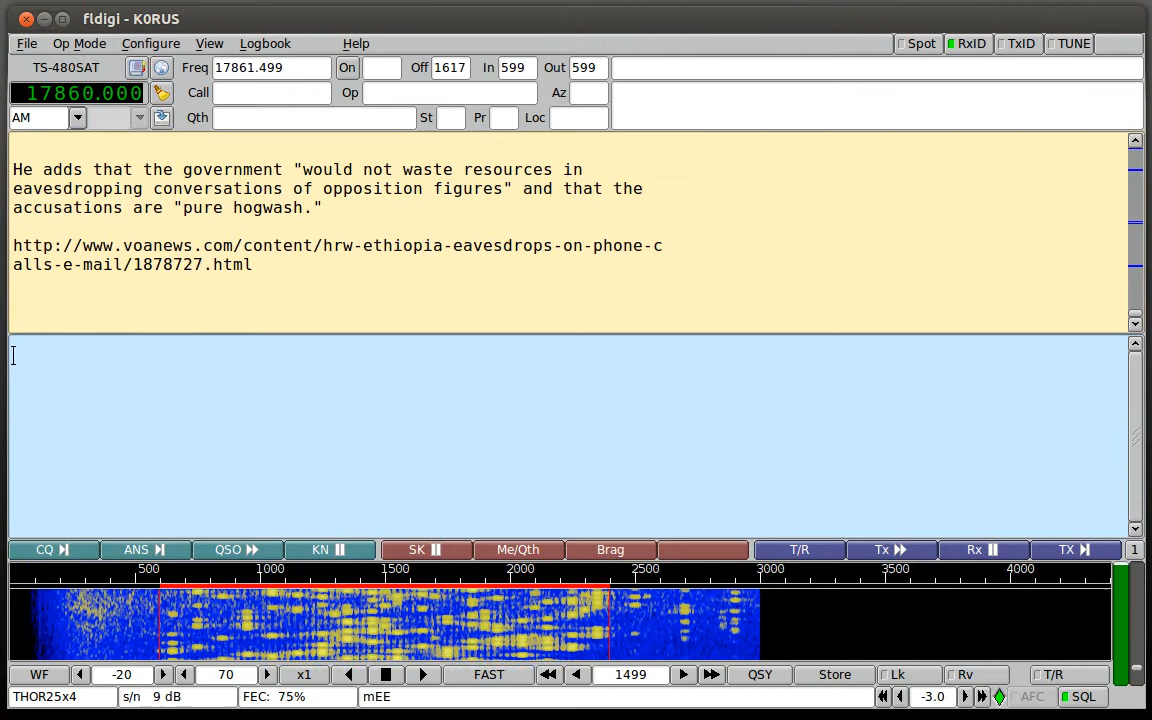 fldigi - K0RUS
File Op Mode Configure View Logbook Help Spot RxID TxID TUNE
TS-480SAT Freq 17861.499 On Off 1617 In 599 Out 599
17860.000 Call Op Az
AM Qth St Pr Loc
He adds that the government "would not waste resources in
eavesdropping conversations of opposition figures" and that the
accusations are "pure hogwash."
http://www.voanews.com/content/hrw-ethiopia-eavesdrops-on-phone-c
alls-e-mail/1878727.html
CQ ANS QSO KN SK Me/Qth Brag T/R Tx Rx TX 1
500 1000 1500 2000 2500 3000 3500 4000
WF -20 70 x1 FAST 1499 QSY Store Lk Rv T/R
THOR25x4 s/n 9 dB FEC: 75% mEE -3.0 AFC SQL